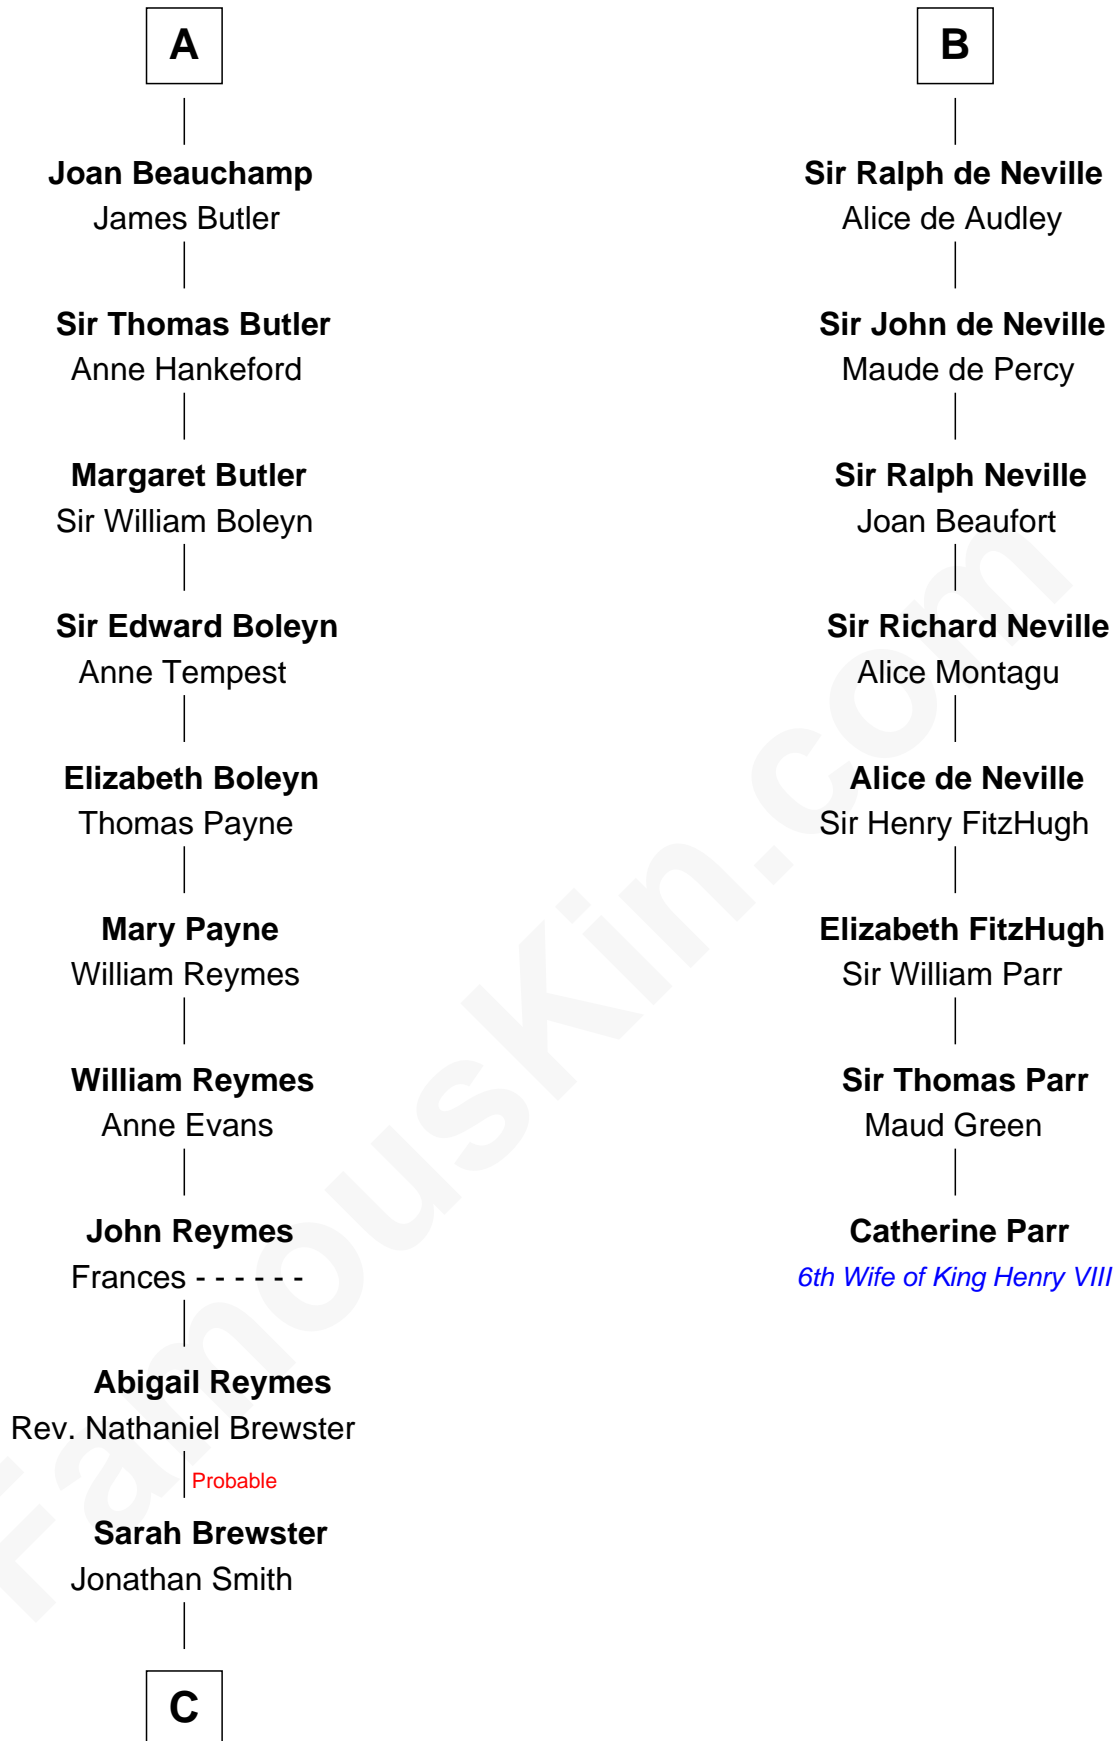 A
Joan Beauchamp
James Butler
Sir Thomas Butler
Anne Hankeford
Margaret Butler
Sir William Boleyn
Sir Edward Boleyn
Anne Tempest
Elizabeth Boleyn
Thomas Payne
Mary Payne
William Reymes
William Reymes
Anne Evans
John Reymes
Frances - - - - - -
Abigail Reymes
Rev. Nathaniel Brewster
Probable
Sarah Brewster
Jonathan Smith
C
B
Sir Ralph de Neville
Alice de Audley
Sir John de Neville
Maude de Percy
Sir Ralph Neville
Joan Beaufort
Sir Richard Neville
Alice Montagu
Alice de Neville
Sir Henry FitzHugh
Elizabeth FitzHugh
Sir William Parr
Sir Thomas Parr
Maud Green
Catherine Parr
6th Wife of King Henry VIII
FamousKin.com